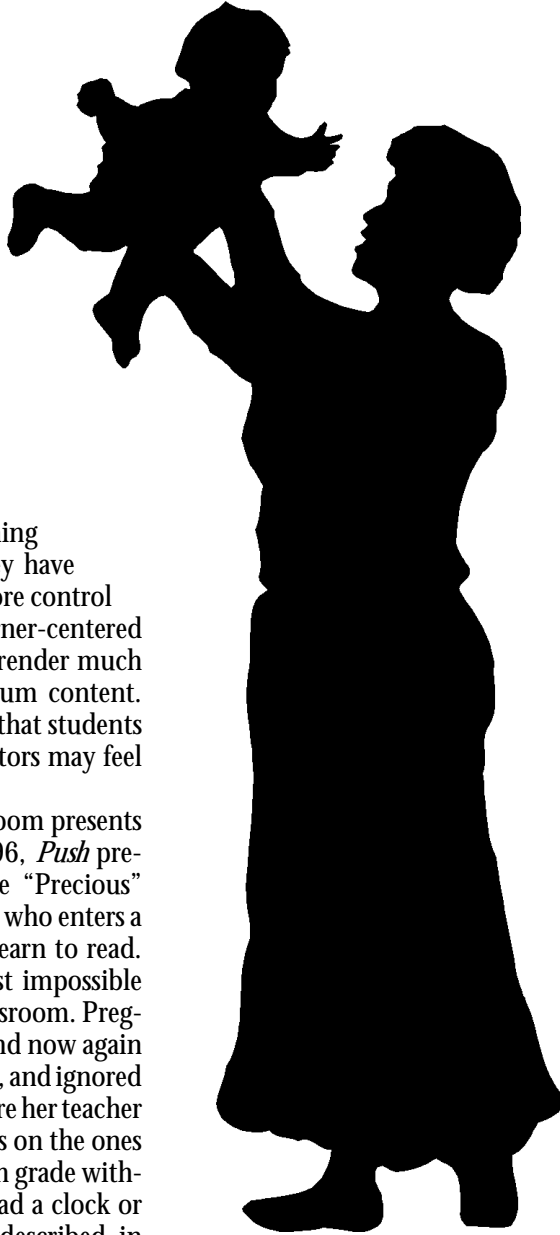 ing
y have
ore control
ner-centered
render much
um content.
that students
tors may feel
oom presents
06, Push pre-
e “Precious”
who enters a
earn to read.
st impossible
sroom. Preg-
nd now again
, and ignored
re her teacher
s on the ones
h grade with-
ad a clock or
described in